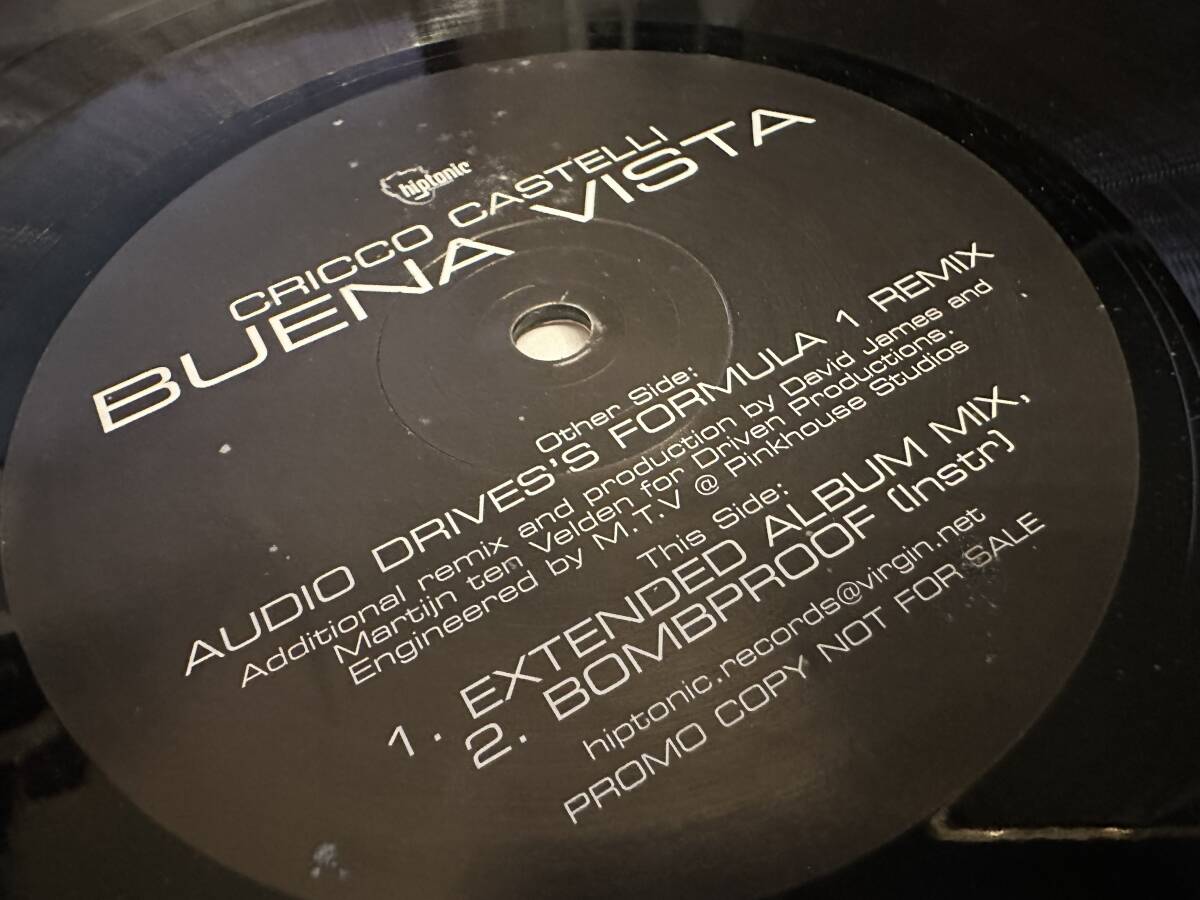 hiptonic
CRICCO CASTELLI
BUENA VISTA
Other Side:
AUDIO DRIVES'S FORMULA 1 REMIX
Additional remix and production by David James and
Martijn ten Velden for Driven Productions.
Engineered by M.T.V @ Pinkhouse Studios
This Side:
1. EXTENDED ALBUM MIX,
2. BOMBPROOF (Instr)
hiptonic.records@virgin.net
PROMO COPY NOT FOR SALE